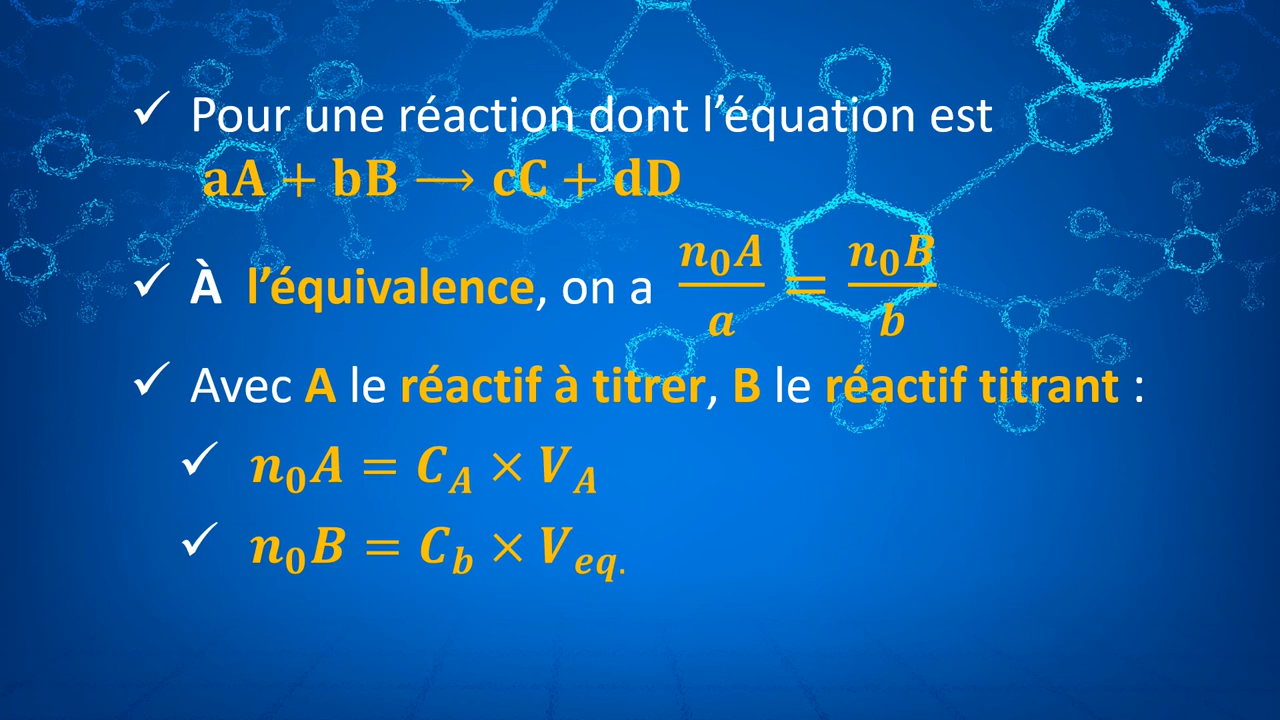 ✓ Pour une réaction dont l’équation est
aA + bB ⟶ cC + dD
✓ À l’équivalence, on a n₀A/a = n₀B/b
✓ Avec A le réactif à titrer, B le réactif titrant :
✓ n₀A = C_A × V_A
✓ n₀B = C_b × V_eq.